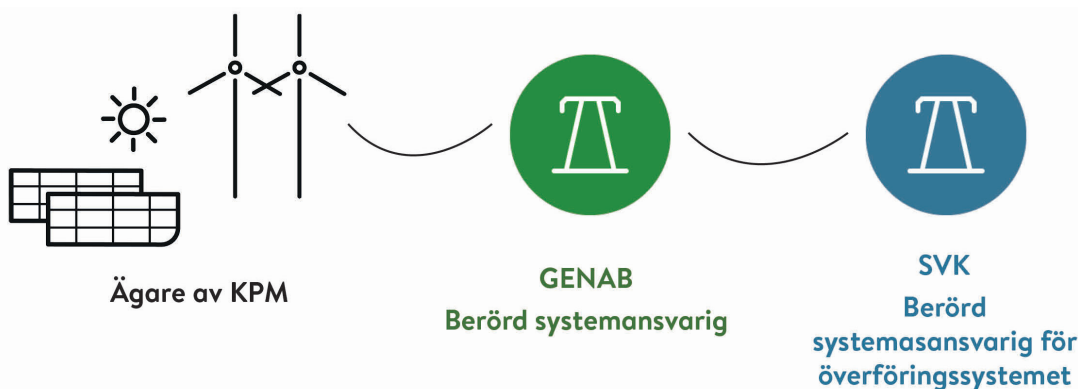 Ägare av KPM
GENAB
Berörd systemansvarig
SVK
Berörd
systemasansvarig för
överföringssystemet